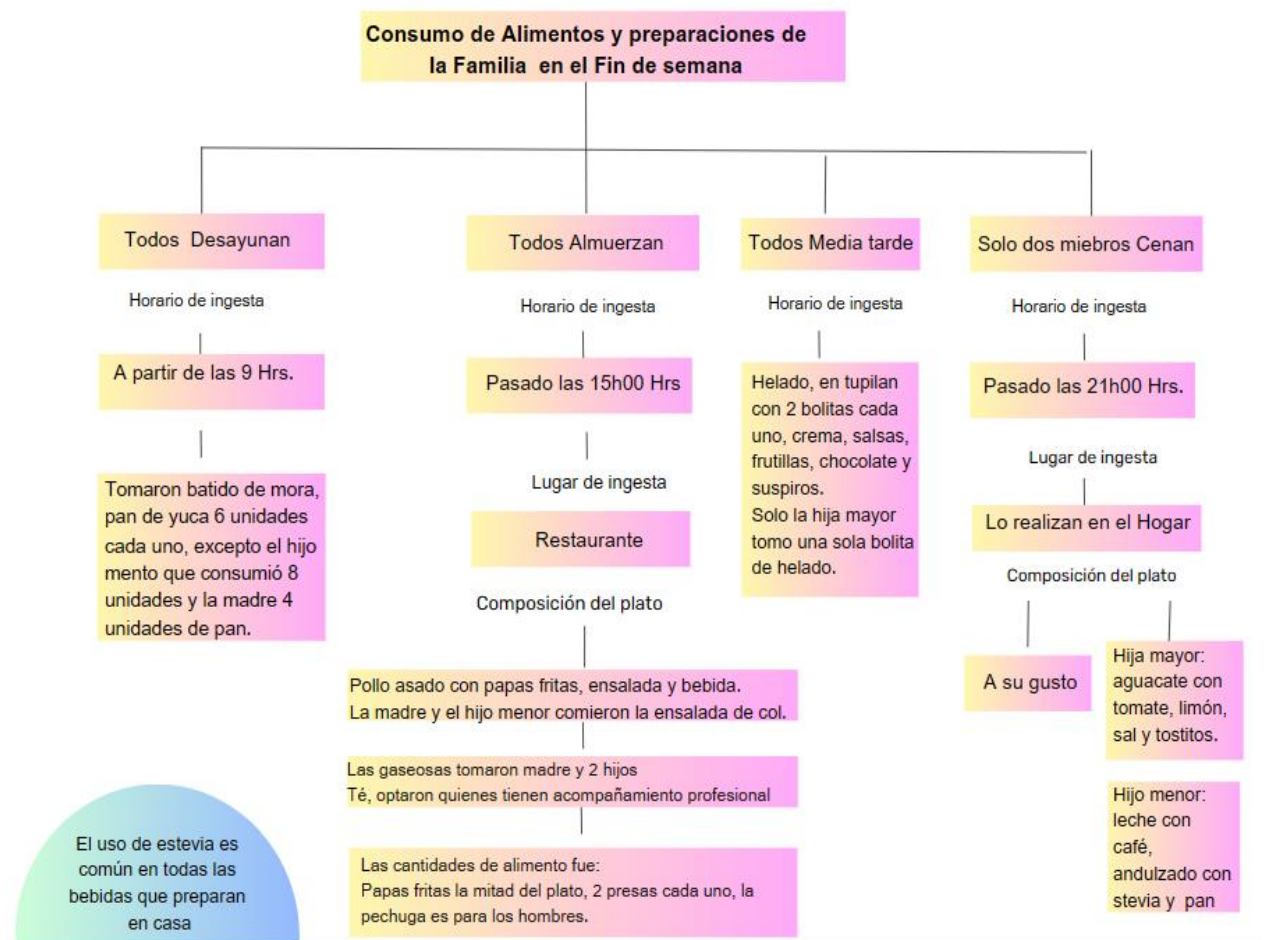 Consumo de Alimentos y preparaciones de
la Familia en el Fin de semana
Todos Desayunan
Horario de ingesta
A partir de las 9 Hrs.
Tomaron batido de mora,
pan de yuca 6 unidades
cada uno, excepto el hijo
mento que consumió 8
unidades y la madre 4
unidades de pan.
Todos Almuerzan
Horario de ingesta
Pasado las 15h00 Hrs
Lugar de ingesta
Restaurante
Composición del plato
Pollo asado con papas fritas, ensalada y bebida.
La madre y el hijo menor comieron la ensalada de col.
Las gaseosas tomaron madre y 2 hijos
Té, optaron quienes tienen acompañamiento profesional
Las cantidades de alimento fue:
Papas fritas la mitad del plato, 2 presas cada uno, la
pechuga es para los hombres.
Todos Media tarde
Horario de ingesta
Helado, en tupilan
con 2 bolitas cada
uno, crema, salsas,
frutillas, chocolate y
suspiros.
Solo la hija mayor
tomo una sola bolita
de helado.
Solo dos miebros Cenan
Horario de ingesta
Pasado las 21h00 Hrs.
Lugar de ingesta
Lo realizan en el Hogar
Composición del plato
A su gusto
Hija mayor:
aguacate con
tomate, limón,
sal y tostitos.
Hijo menor:
leche con
café,
andulzado con
stevia y pan
El uso de estevia es
común en todas las
bebidas que preparan
en casa